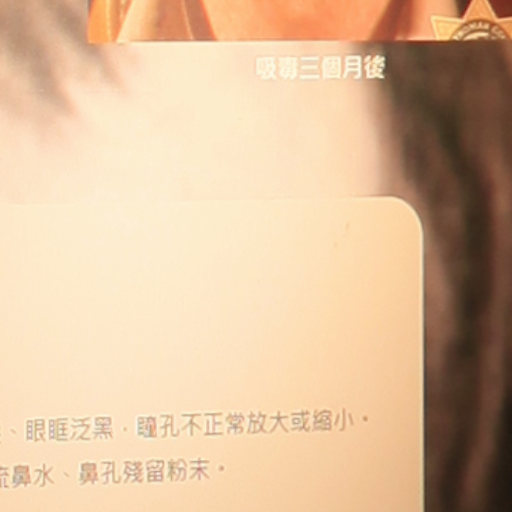 吸毒三個月後
、眼眶泛黑，瞳孔不正常放大或縮小。
流鼻水、鼻孔殘留粉末。